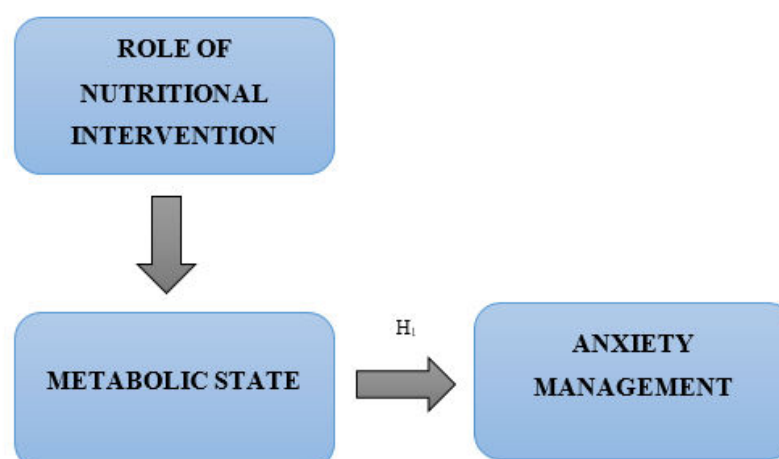 ROLE OF
NUTRITIONAL
INTERVENTION
H₁
METABOLIC STATE
ANXIETY
MANAGEMENT